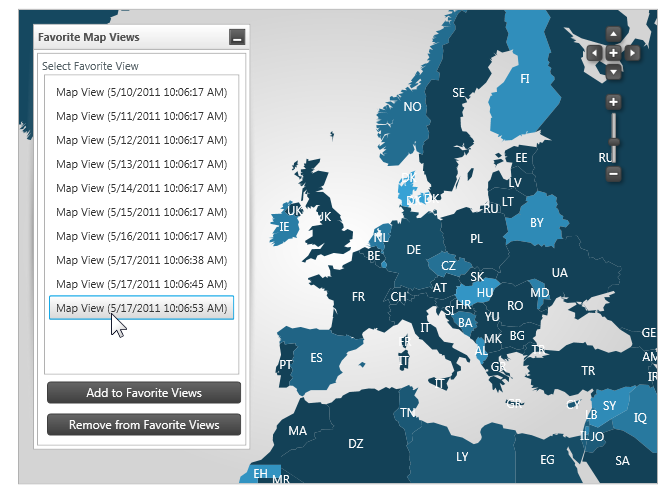 Favorite Map Views
Select Favorite View
Map View (5/10/2011 10:06:17 AM)
Map View (5/11/2011 10:06:17 AM)
Map View (5/12/2011 10:06:17 AM)
Map View (5/13/2011 10:06:17 AM)
Map View (5/14/2011 10:06:17 AM)
Map View (5/15/2011 10:06:17 AM)
Map View (5/16/2011 10:06:17 AM)
Map View (5/17/2011 10:06:38 AM)
Map View (5/17/2011 10:06:45 AM)
Map View (5/17/2011 10:06:53 AM)
Add to Favorite Views
Remove from Favorite Views
FI
SE
NO
EE
RU
LV
LT
RU
UK
UK
IE
BY
NL
DE
PL
BE
CZ
UA
SK
AT
HU
MD
FR
CH
RO
SI
HR
BA
YU
IT
BG
MK
AL
GE
ES
PT
IT
GR
TR
AM
TR
IR
IT
GR
CY
SY
LB
IQ
TN
IL
JO
MA
DZ
LY
EG
SA
EH
MR